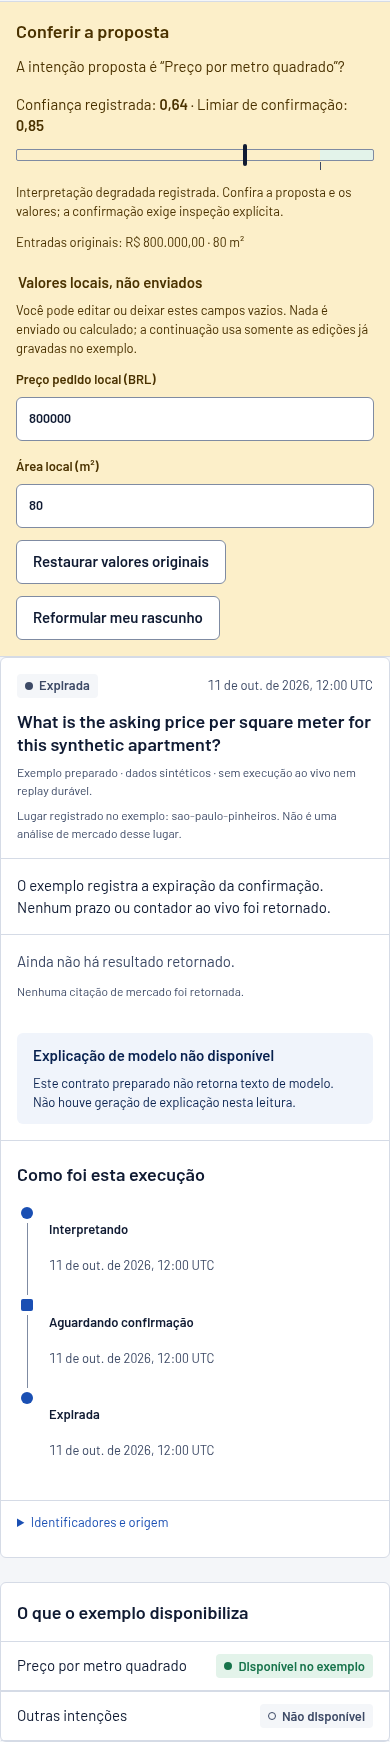 Conferir a proposta
A intenção proposta é “Preço por metro quadrado”?
Confiança registrada: 0,64 · Limiar de confirmação:
0,85
Interpretação degradada registrada. Confira a proposta e os
valores; a confirmação exige inspeção explícita.
Entradas originais: R$ 800.000,00 · 80 m²
Valores locais, não enviados
Você pode editar ou deixar estes campos vazios. Nada é
enviado ou calculado; a continuação usa somente as edições já
gravadas no exemplo.
Preço pedido local (BRL)
800000
Área local (m²)
80
Restaurar valores originais
Reformular meu rascunho
Expirada
11 de out. de 2026, 12:00 UTC
What is the asking price per square meter for
this synthetic apartment?
Exemplo preparado · dados sintéticos · sem execução ao vivo nem
replay durável.
Lugar registrado no exemplo: sao-paulo-pinheiros. Não é uma
análise de mercado desse lugar.
O exemplo registra a expiração da confirmação.
Nenhum prazo ou contador ao vivo foi retornado.
Ainda não há resultado retornado.
Nenhuma citação de mercado foi retornada.
Explicação de modelo não disponível
Este contrato preparado não retorna texto de modelo.
Não houve geração de explicação nesta leitura.
Como foi esta execução
Interpretando
11 de out. de 2026, 12:00 UTC
Aguardando confirmação
11 de out. de 2026, 12:00 UTC
Expirada
11 de out. de 2026, 12:00 UTC
Identificadores e origem
O que o exemplo disponibiliza
Preço por metro quadrado
Disponível no exemplo
Outras intenções
Não disponível